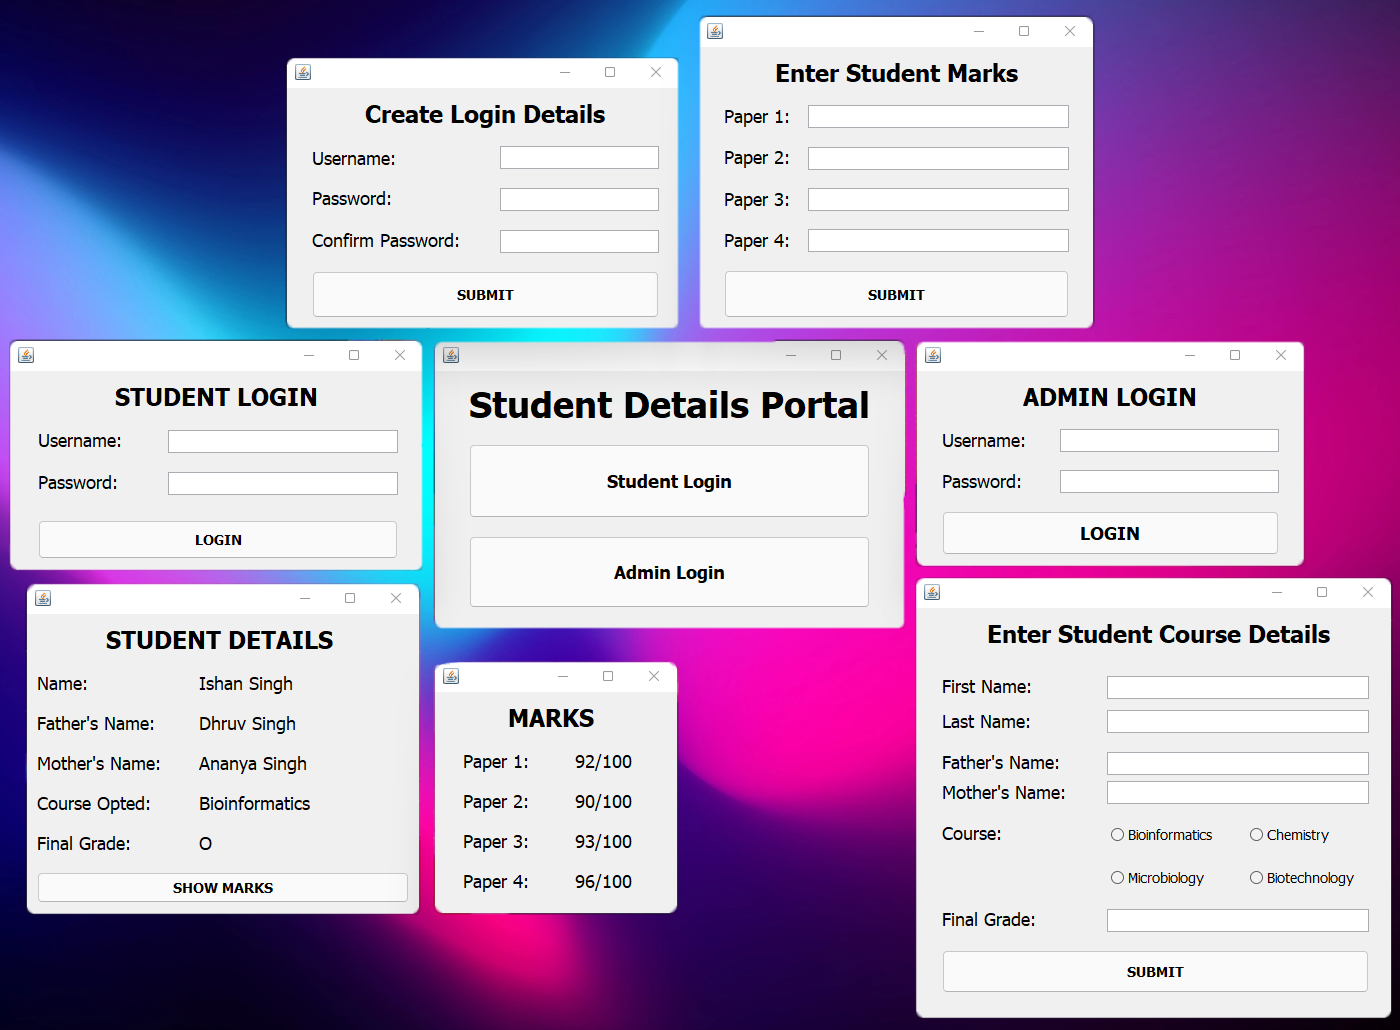 Create Login Details
Username:
Password:
Confirm Password:
SUBMIT
Enter Student Marks
Paper 1:
Paper 2:
Paper 3:
Paper 4:
SUBMIT
STUDENT LOGIN
Username:
Password:
LOGIN
Student Details Portal
Student Login
Admin Login
ADMIN LOGIN
Username:
Password:
LOGIN
STUDENT DETAILS
Name: Ishan Singh
Father's Name: Dhruv Singh
Mother's Name: Ananya Singh
Course Opted: Bioinformatics
Final Grade: O
SHOW MARKS
MARKS
Paper 1: 92/100
Paper 2: 90/100
Paper 3: 93/100
Paper 4: 96/100
Enter Student Course Details
First Name:
Last Name:
Father's Name:
Mother's Name:
Course: Bioinformatics Chemistry
Microbiology Biotechnology
Final Grade:
SUBMIT